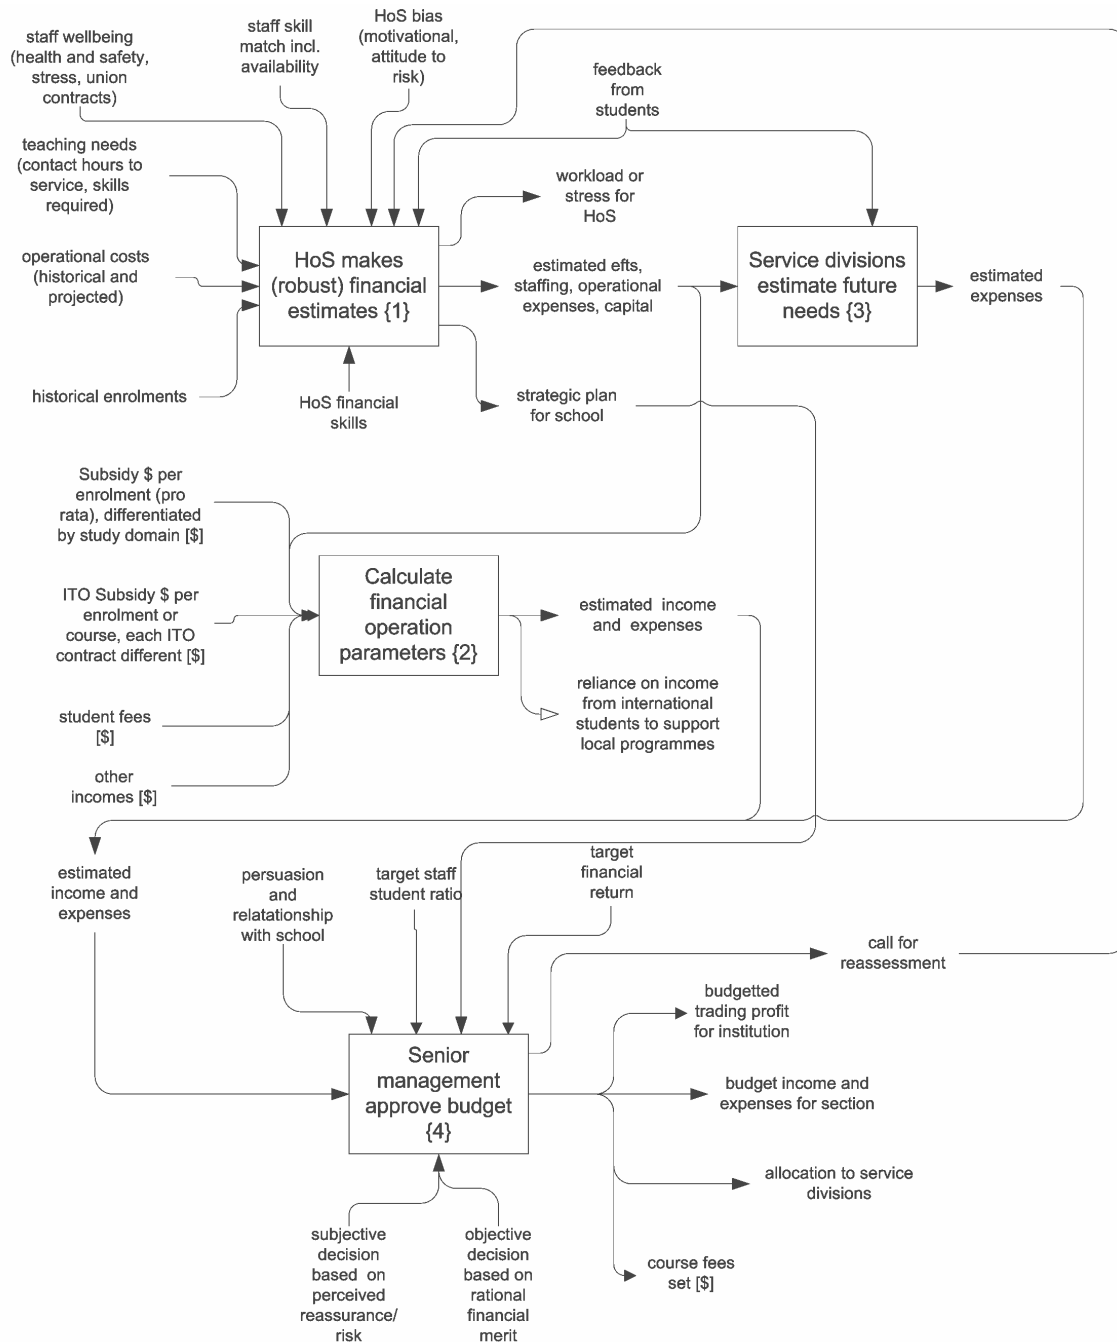 staff wellbeing
(health and safety,
stress, union
contracts)
staff skill
match incl.
availability
HoS bias
(motivational,
attitude to
risk)
feedback
from
students
teaching needs
(contact hours to
service, skills
required)
workload or
stress for
HoS
operational costs
(historical and
projected)
HoS makes
(robust) financial
estimates {1}
estimated efts,
staffing, operational
expenses, capital
Service divisions
estimate future
needs {3}
estimated
expenses
historical enrolments
HoS financial
skills
strategic plan
for school
Subsidy $ per
enrolment (pro
rata), differentiated
by study domain [$]
ITO Subsidy $ per
enrolment or
course, each ITO
contract different [$]
Calculate
financial
operation
parameters {2}
estimated income
and expenses
reliance on income
from international
students to support
local programmes
student fees
[$]
other
incomes [$]
estimated
income and
expenses
persuasion
and
relatationship
with school
target staff
student ratio
target
financial
return
call for
reassessment
budgetted
trading profit
for institution
Senior
management
approve budget
{4}
budget income and
expenses for section
allocation to service
divisions
subjective
decision
based on
perceived
reassurance/
risk
objective
decision
based on
rational
financial
merit
course fees
set [$]